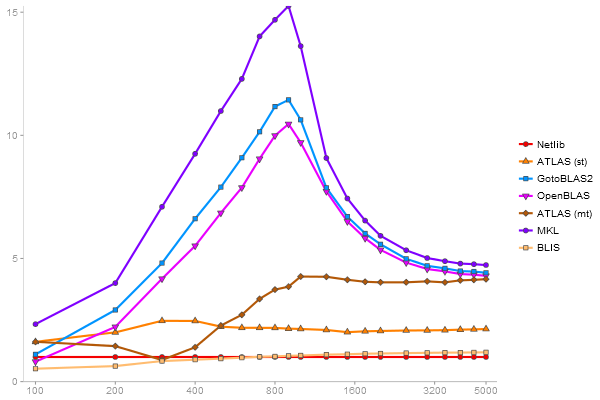 15
10
5
0
100
200
400
800
1600
3200
5000
Netlib
ATLAS (st)
GotoBLAS2
OpenBLAS
ATLAS (mt)
MKL
BLIS